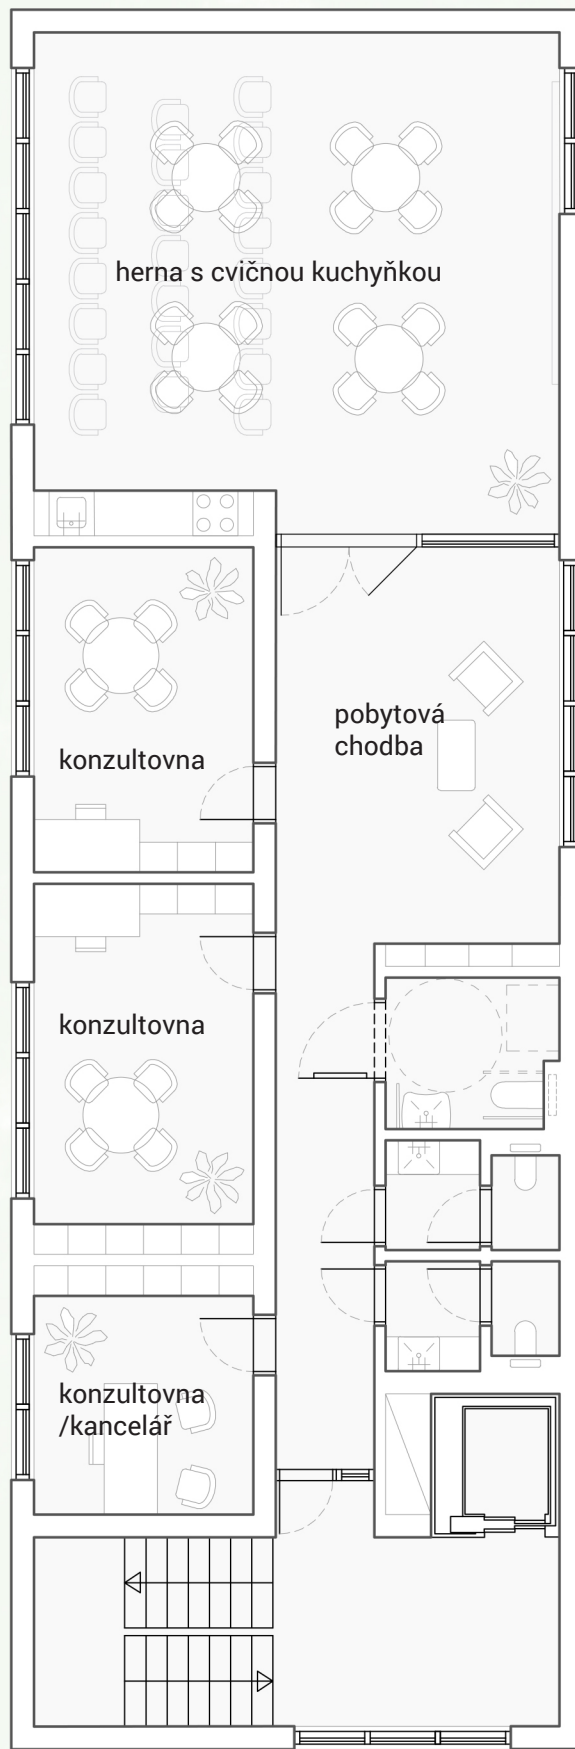 herna s cvičnou kuchyňkou
pobytová
chodba
konzultovna
konzultovna
konzultovna
/kancelář